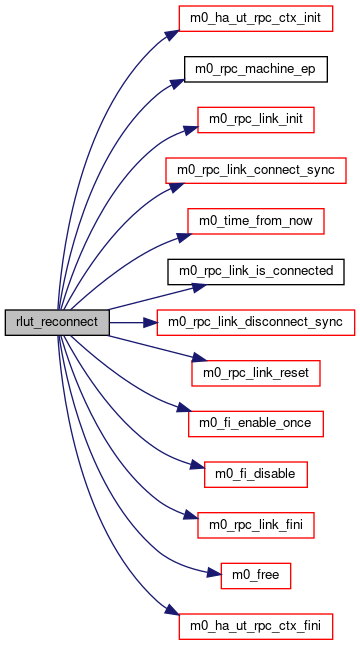 m0_ha_ut_rpc_ctx_init
m0_rpc_machine_ep
m0_rpc_link_init
m0_rpc_link_connect_sync
m0_time_from_now
m0_rpc_link_is_connected
rlut_reconnect
m0_rpc_link_disconnect_sync
m0_rpc_link_reset
m0_fi_enable_once
m0_fi_disable
m0_rpc_link_fini
m0_free
m0_ha_ut_rpc_ctx_fini